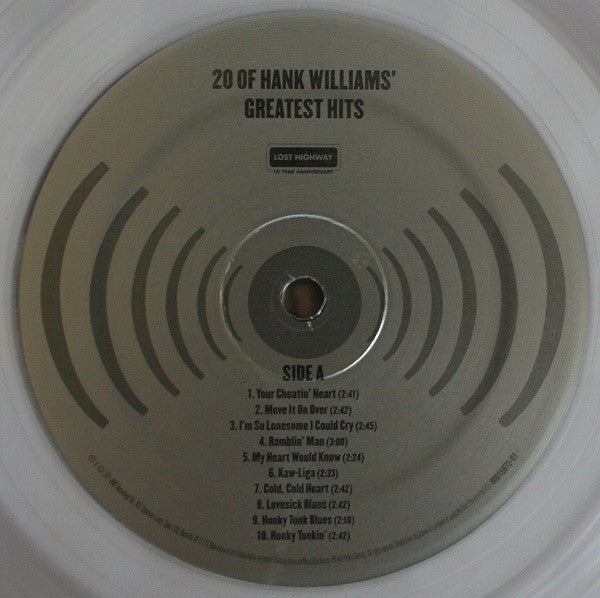 20 OF HANK WILLIAMS'
GREATEST HITS
LOST HIGHWAY
10 YEAR ANNIVERSARY
SIDE A
1. Your Cheatin' Heart (2:41)
2. Move It On Over (2:42)
3. I'm So Lonesome I Could Cry (2:45)
4. Ramblin' Man (3:00)
5. My Heart Would Know (2:24)
6. Kaw-Liga (2:33)
7. Cold, Cold Heart (2:42)
8. Lovesick Blues (2:42)
9. Honky Tonk Blues (2:10)
10. Honky Tonkin' (2:42)